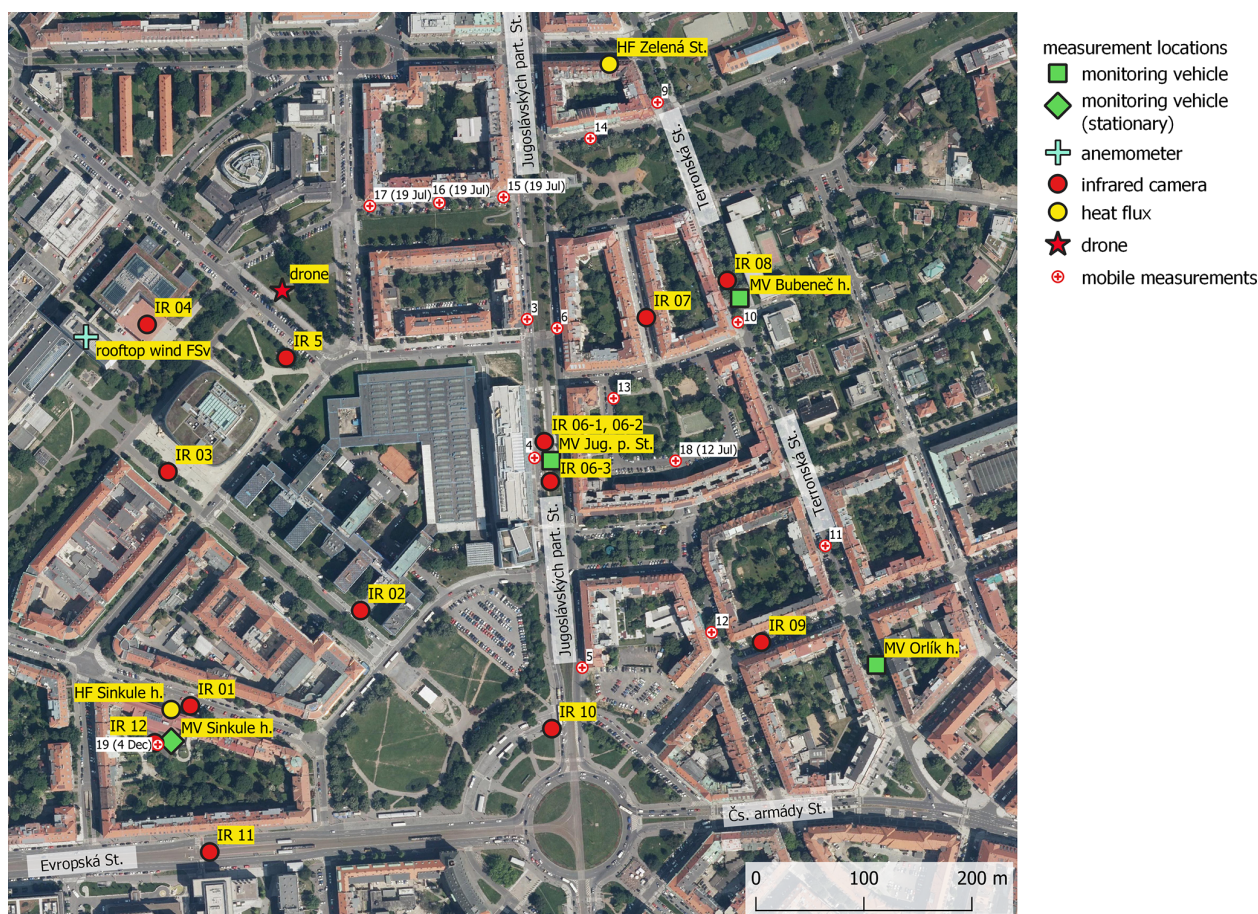 HF Zelená St.
Jugoslávských part. St.
9
14
Terronská St.
17 (19 Jul)
16 (19 Jul)
15 (19 Jul)
drone
IR 08
MV Bubeneč h.
IR 04
IR 07
3
6
10
rooftop wind FSv
IR 5
13
IR 06-1, 06-2
MV Jug. p. St.
4
IR 06-3
18 (12 Jul)
IR 03
Terronská St.
Jugoslávských part. St.
11
IR 02
12
IR 09
5
MV Orlík h.
HF Sinkule h.
IR 01
IR 12
MV Sinkule h.
19 (4 Dec)
IR 10
Čs. armády St.
IR 11
Evropská St.
0 100 200 m
measurement locations
monitoring vehicle
monitoring vehicle
(stationary)
anemometer
infrared camera
heat flux
drone
mobile measurements